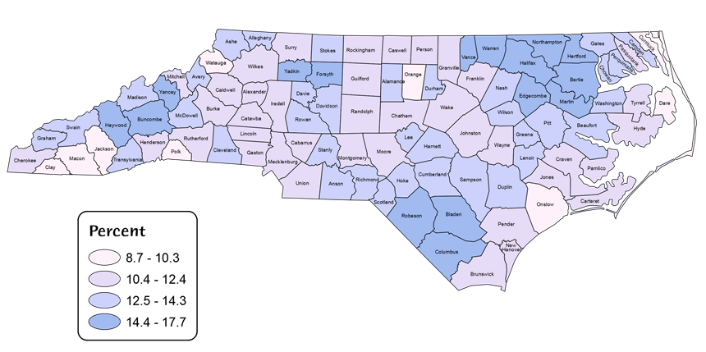 Ashe
Alleghany
Surry
Stokes
Rockingham
Caswell
Person
Vance
Warren
Northampton
Gates
Hertford
Halifax
Watauga
Wilkes
Yadkin
Forsyth
Guilford
Alamance
Orange
Durham
Granville
Franklin
Nash
Bertie
Edgecombe
Martin
Mitchell
Avery
Yancey
Madison
Caldwell
Alexander
Iredell
Davie
Davidson
Randolph
Chatham
Wake
Wilson
Pitt
Washington
Tyrrell
Dare
Haywood
Buncombe
McDowell
Burke
Catawba
Rowan
Swain
Graham
Jackson
Henderson
Rutherford
Lincoln
Cabarrus
Stanly
Montgomery
Moore
Lee
Harnett
Johnston
Wayne
Greene
Beaufort
Hyde
Cherokee
Clay
Macon
Transylvania
Polk
Cleveland
Gaston
Mecklenburg
Union
Anson
Richmond
Hoke
Cumberland
Sampson
Duplin
Lenoir
Craven
Jones
Pamlico
Carteret
Onslow
Scotland
Robeson
Bladen
Pender
New
Hanover
Columbus
Brunswick
Percent
8.7 - 10.3
10.4 - 12.4
12.5 - 14.3
14.4 - 17.7